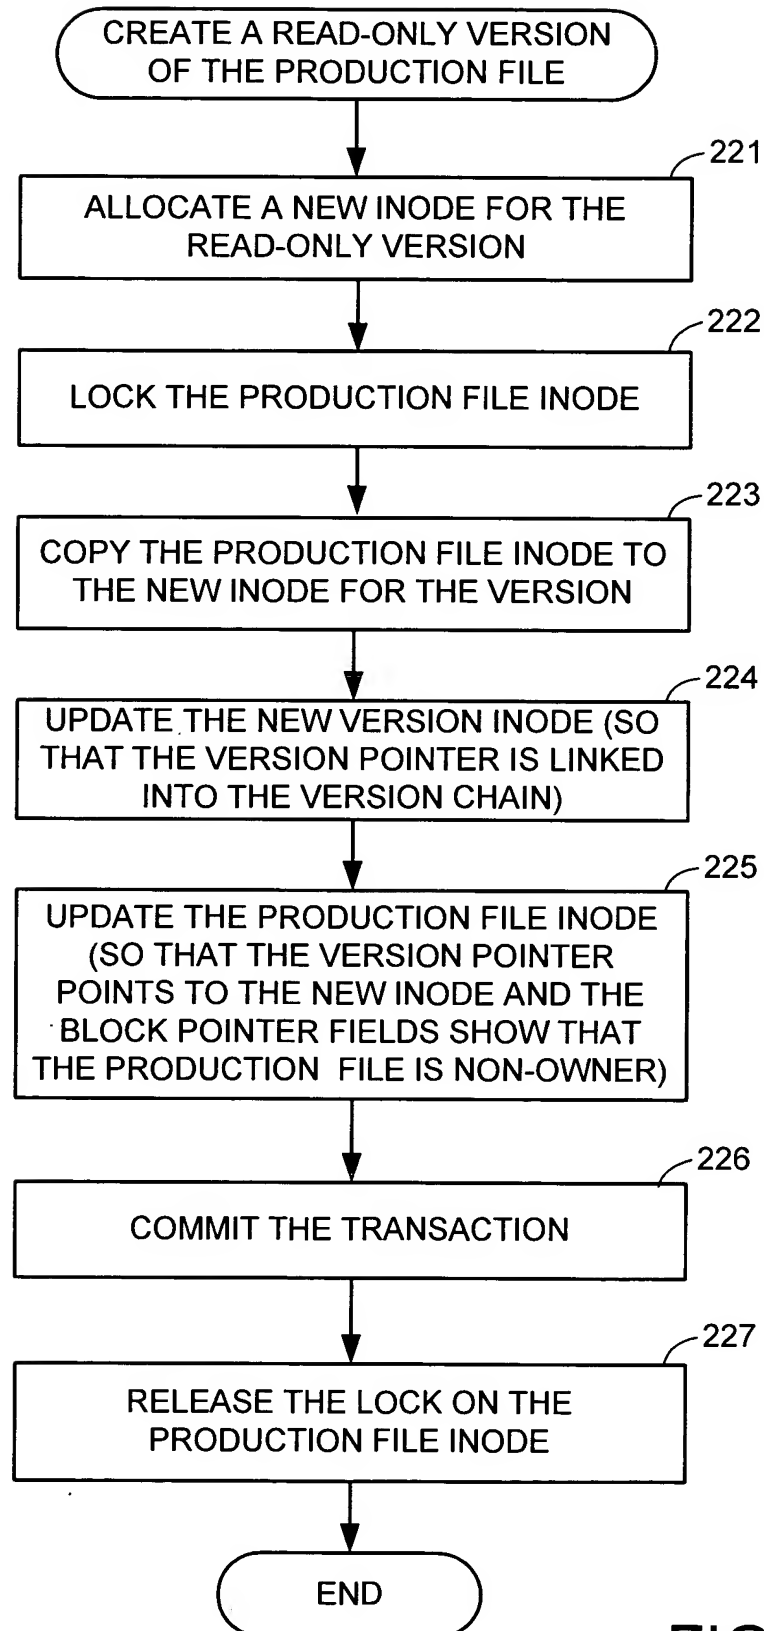 CREATE A READ-ONLY VERSION
OF THE PRODUCTION FILE
221
ALLOCATE A NEW INODE FOR THE
READ-ONLY VERSION
222
LOCK THE PRODUCTION FILE INODE
223
COPY THE PRODUCTION FILE INODE TO
THE NEW INODE FOR THE VERSION
224
UPDATE THE NEW VERSION INODE (SO
THAT THE VERSION POINTER IS LINKED
INTO THE VERSION CHAIN)
225
UPDATE THE PRODUCTION FILE INODE
(SO THAT THE VERSION POINTER
POINTS TO THE NEW INODE AND THE
BLOCK POINTER FIELDS SHOW THAT
THE PRODUCTION FILE IS NON-OWNER)
226
COMMIT THE TRANSACTION
227
RELEASE THE LOCK ON THE
PRODUCTION FILE INODE
END